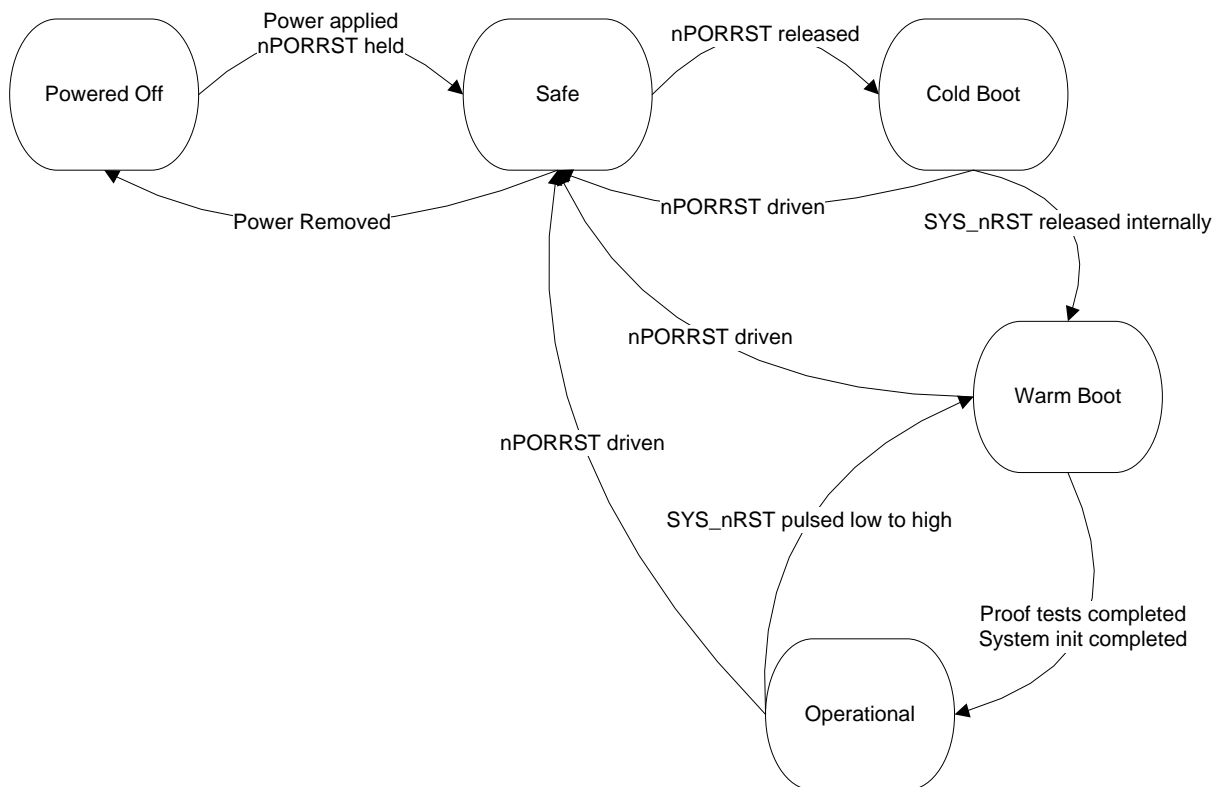 Power applied
nPORRST held
nPORRST released
Powered Off
Safe
Cold Boot
Power Removed
nPORRST driven
SYS_nRST released internally
nPORRST driven
Warm Boot
nPORRST driven
SYS_nRST pulsed low to high
Proof tests completed
System init completed
Operational